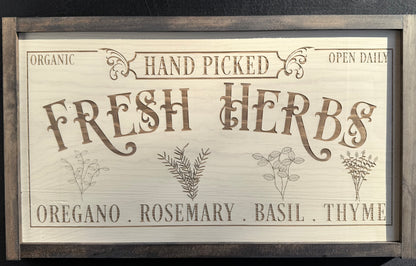 ORGANIC
HAND PICKED
OPEN DAILY
FRESH HERBS
OREGANO . ROSEMARY . BASIL . THYME